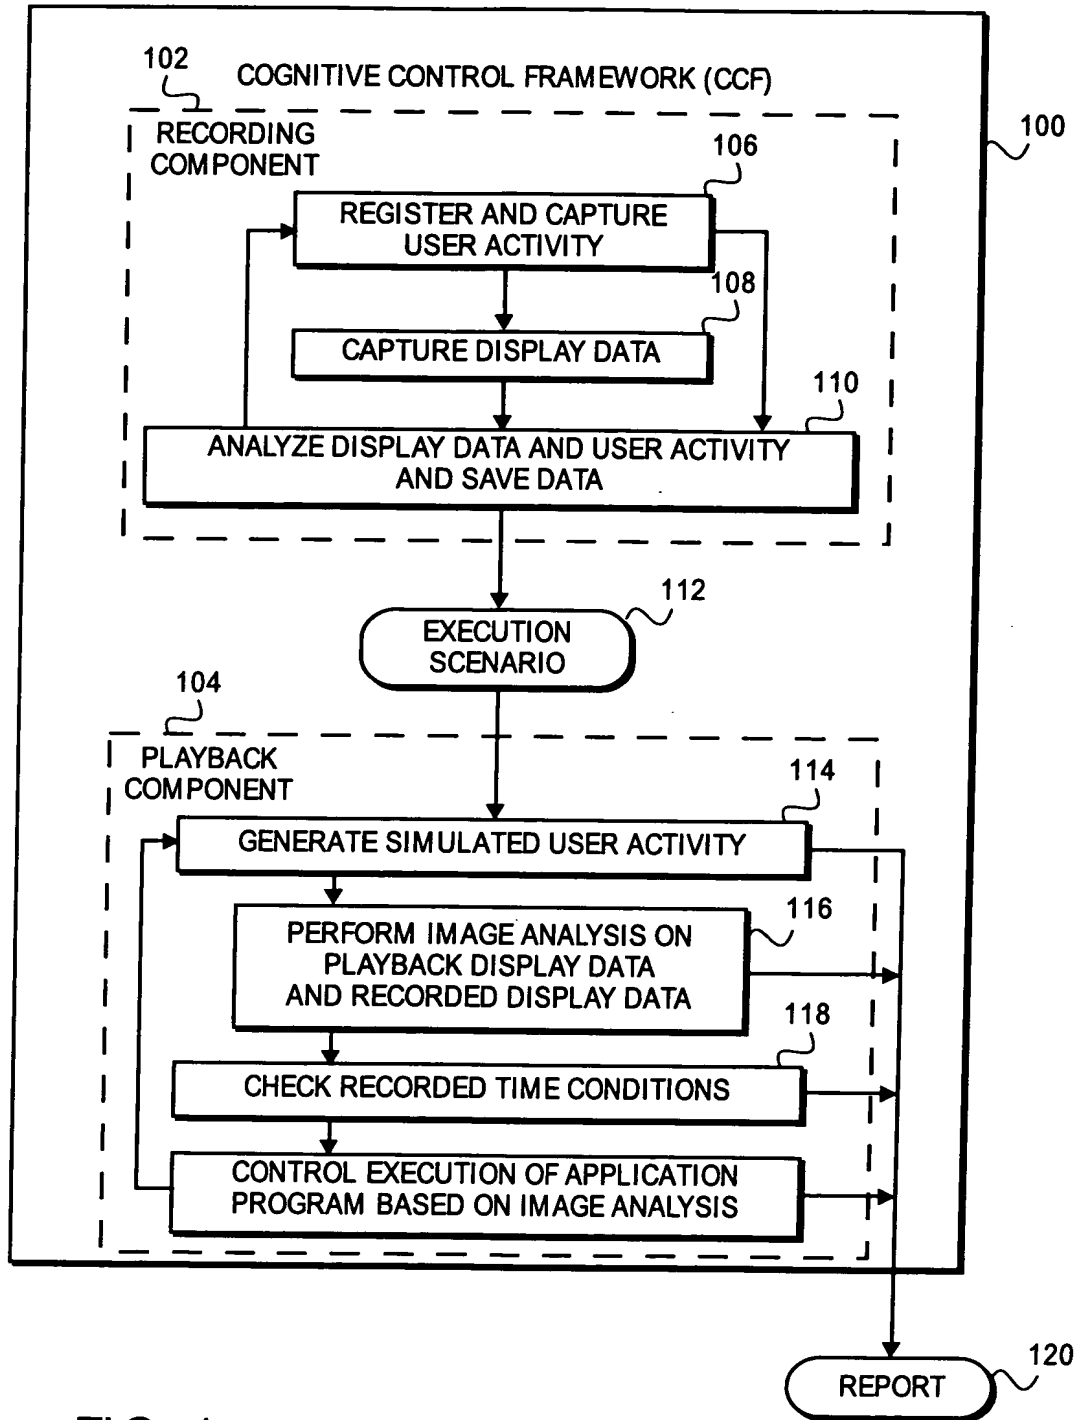 102
COGNITIVE CONTROL FRAMEWORK (CCF)
RECORDING
COMPONENT
100
106
REGISTER AND CAPTURE
USER ACTIVITY
108
CAPTURE DISPLAY DATA
110
ANALYZE DISPLAY DATA AND USER ACTIVITY
AND SAVE DATA
112
EXECUTION
SCENARIO
104
PLAYBACK
COMPONENT
114
GENERATE SIMULATED USER ACTIVITY
116
PERFORM IMAGE ANALYSIS ON
PLAYBACK DISPLAY DATA
AND RECORDED DISPLAY DATA
118
CHECK RECORDED TIME CONDITIONS
CONTROL EXECUTION OF APPLICATION
PROGRAM BASED ON IMAGE ANALYSIS
120
REPORT